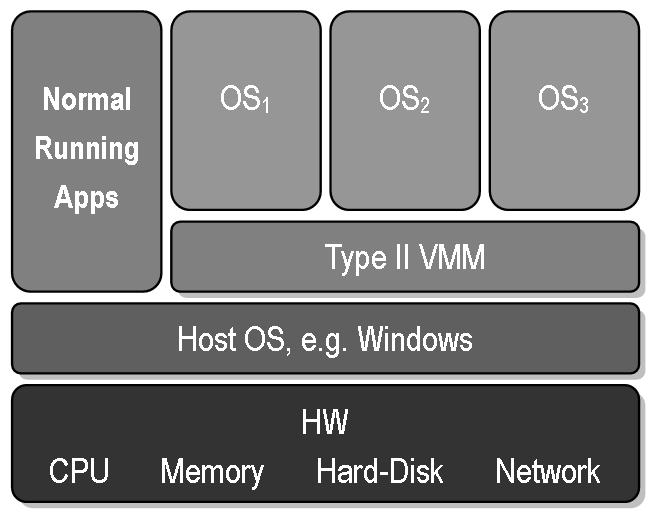 Normal
Running
Apps
OS₁
OS₂
OS₃
Type II VMM
Host OS, e.g. Windows
HW
CPU Memory Hard-Disk Network